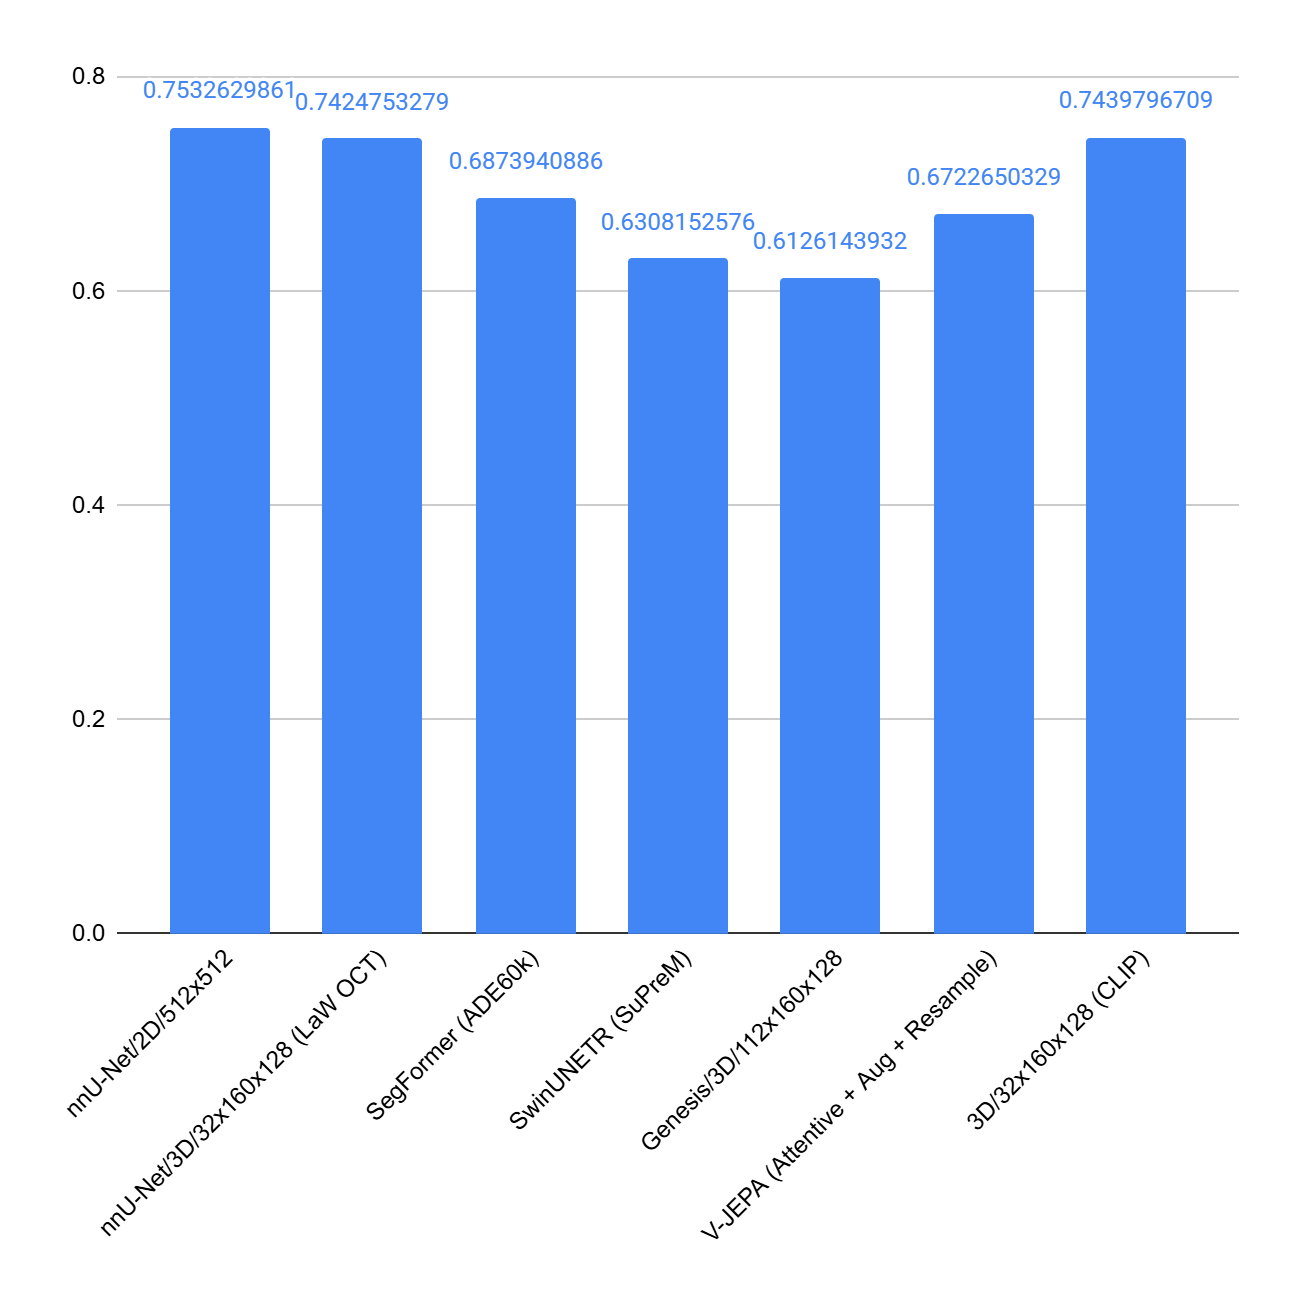 0.8
0.6
0.4
0.2
0.0
0.7532629861
0.7424753279
0.6873940886
0.6308152576
0.6126143932
0.6722650329
0.7439796709
nnU-Net/2D/512x512
nnU-Net/3D/32x160x128 (LaW OCT)
SegFormer (ADE60k)
SwinUNETR (SuPreM)
Genesis/3D/112x160x128
V-JEPA (Attentive + Aug + Resample)
3D/32x160x128 (CLIP)